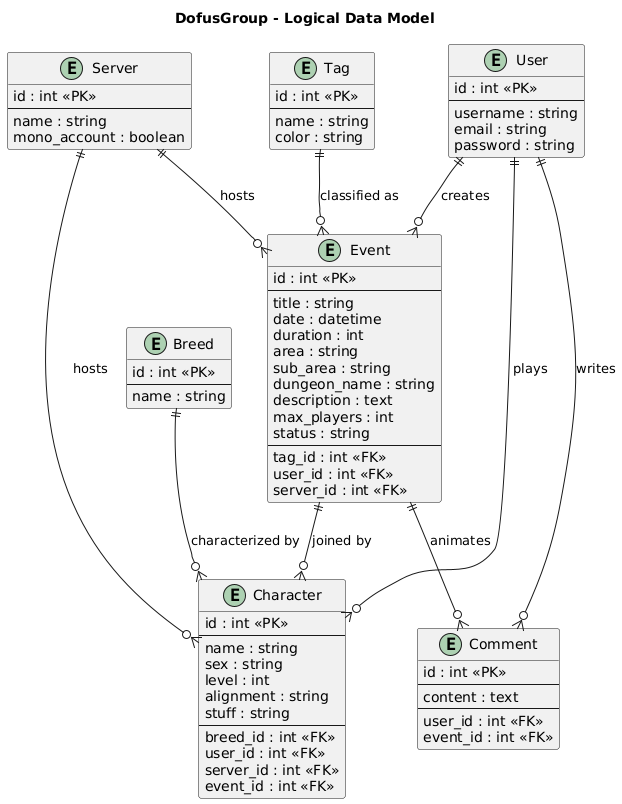 DofusGroup - Logical Data Model
E Server
id : int «PK»
name : string
mono_account : boolean
E Tag
id : int «PK»
name : string
color : string
E User
id : int «PK»
username : string
email : string
password : string
hosts
classified as
creates
E Event
id : int «PK»
title : string
date : datetime
duration : int
area : string
sub_area : string
dungeon_name : string
description : text
max_players : int
status : string
tag_id : int «FK»
user_id : int «FK»
server_id : int «FK»
E Breed
id : int «PK»
name : string
hosts
plays
writes
characterized by
joined by
animates
E Character
id : int «PK»
name : string
sex : string
level : int
alignment : string
stuff : string
breed_id : int «FK»
user_id : int «FK»
server_id : int «FK»
event_id : int «FK»
E Comment
id : int «PK»
content : text
user_id : int «FK»
event_id : int «FK»